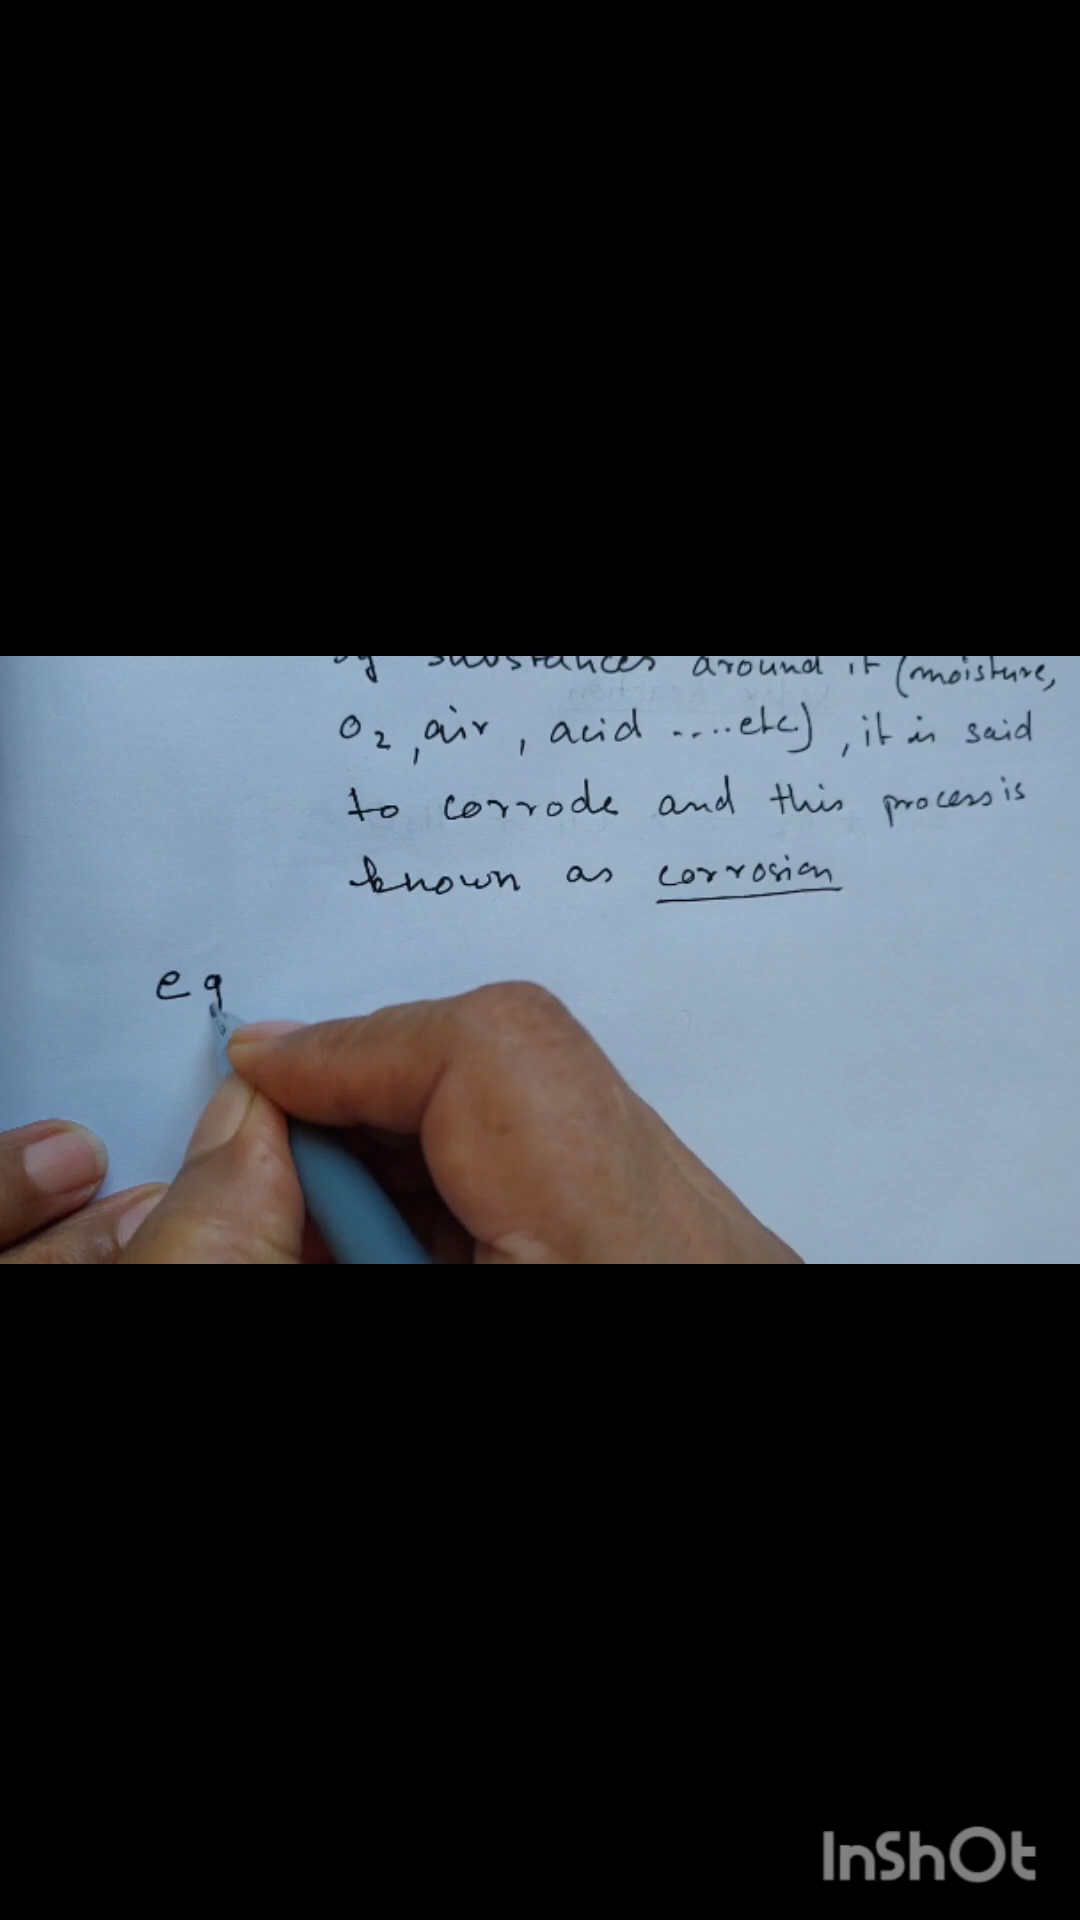 by substances around it (moisture,
O2, air, acid ....etc), it is said
to corrode and this process is
known as corrosion
eg
InShOt